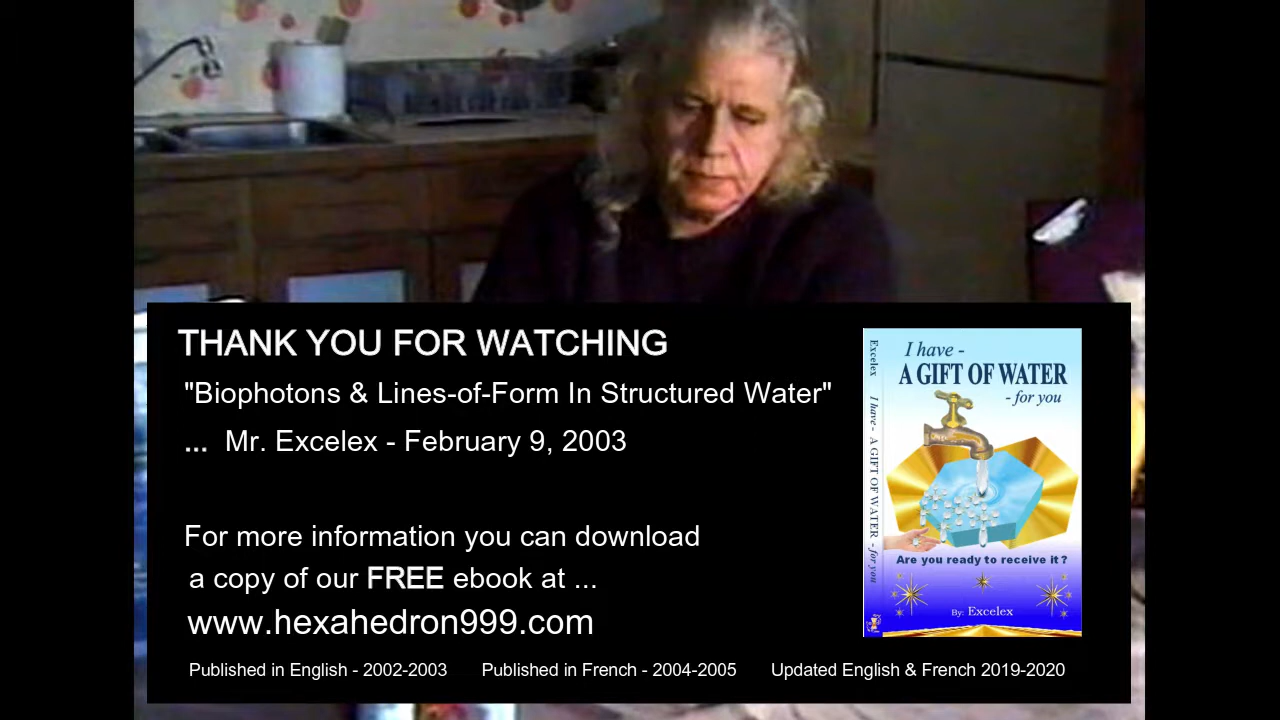 THANK YOU FOR WATCHING
"Biophotons & Lines-of-Form In Structured Water"
... Mr. Excelex - February 9, 2003
For more information you can download
a copy of our FREE ebook at ...
www.hexahedron999.com
Published in English - 2002-2003 Published in French - 2004-2005 Updated English & French 2019-2020
Excelex I have - A GIFT OF WATER - for you
I have -
A GIFT OF WATER
- for you
Are you ready to receive it?
By: Excelex